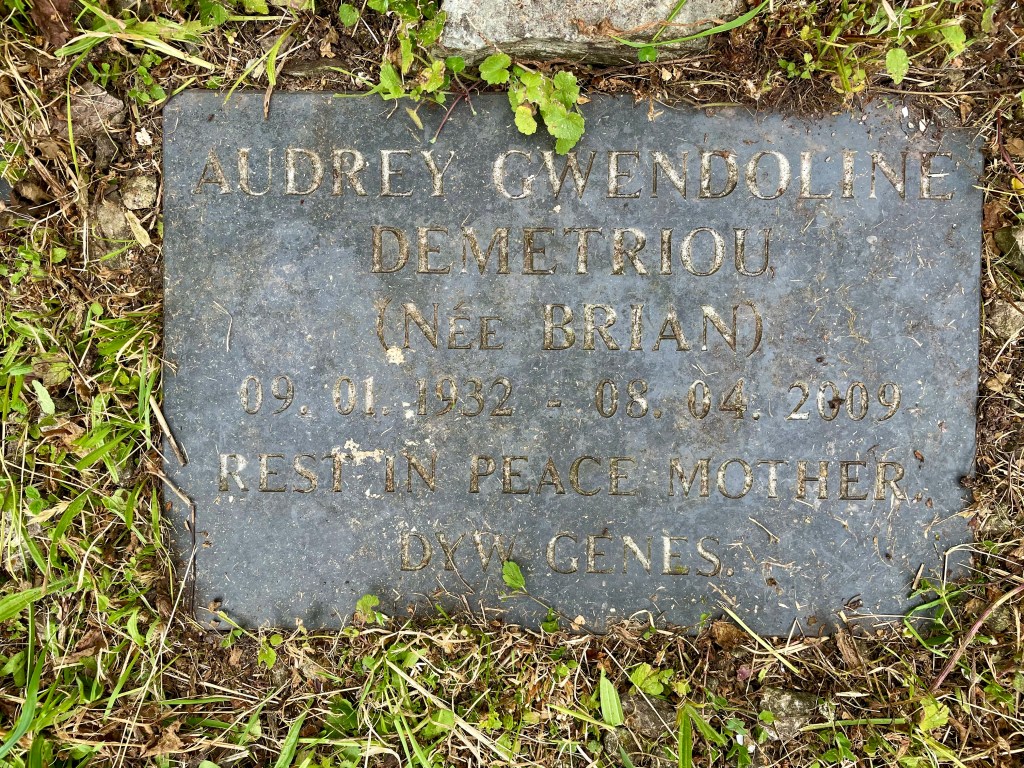 AUDREY GWENDOLINE
DEMETRIOU
(NÉE BRIAN)
09. 01. 1932 - 08. 04. 2009
REST IN PEACE MOTHER.
DYW GENES.